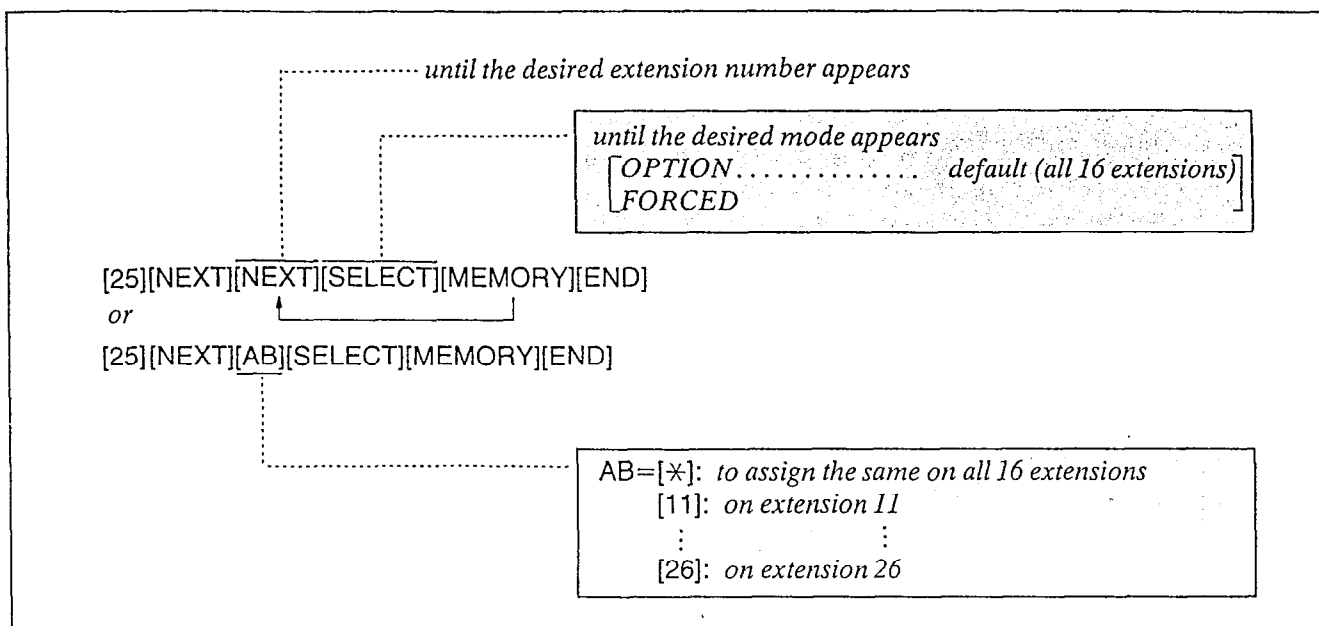 until the desired extension number appears
until the desired mode appears
OPTION.............. default (all 16 extensions)
FORCED
[25][NEXT][NEXT][SELECT][MEMORY][END]
or
[25][NEXT][AB][SELECT][MEMORY][END]
AB=[*]: to assign the same on all 16 extensions
[11]: on extension 11
⋮ ⋮
[26]: on extension 26